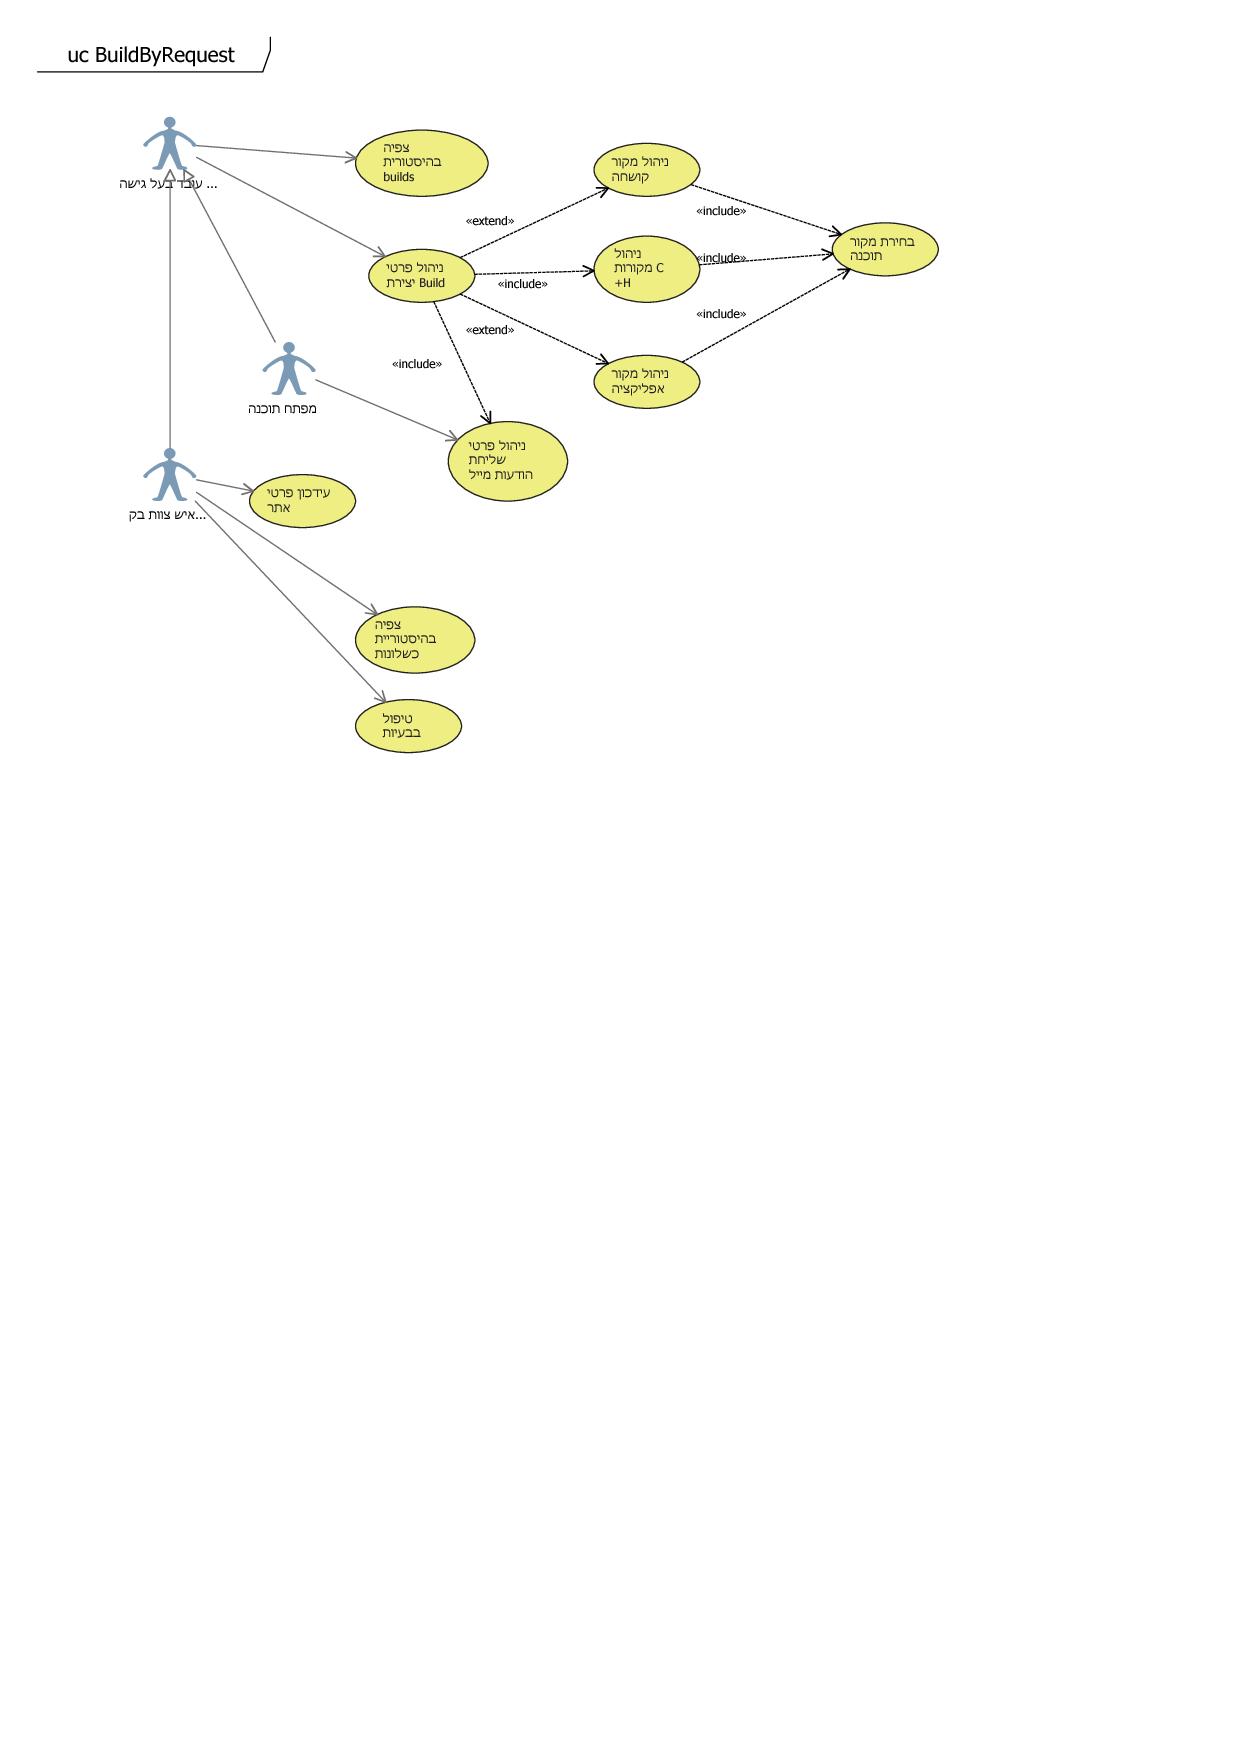 uc BuildByRequest
עובד בעל גישה ...
צפיה
בהיסטורית
builds
ניהול מקור
קושחה
«extend»
«include»
בחירת מקור
תוכנה
ניהול פרטי
יצירת Build
ניהול
מקורות C
+H
«include»
«include»
«extend»
«include»
«include»
ניהול מקור
אפליקציה
מפתח תוכנה
ניהול פרטי
שליחת
הודעות מייל
איש צוות בק...
עידכון פרטי
אתר
צפיה
בהיסטוריית
כשלונות
טיפול
בבעיות